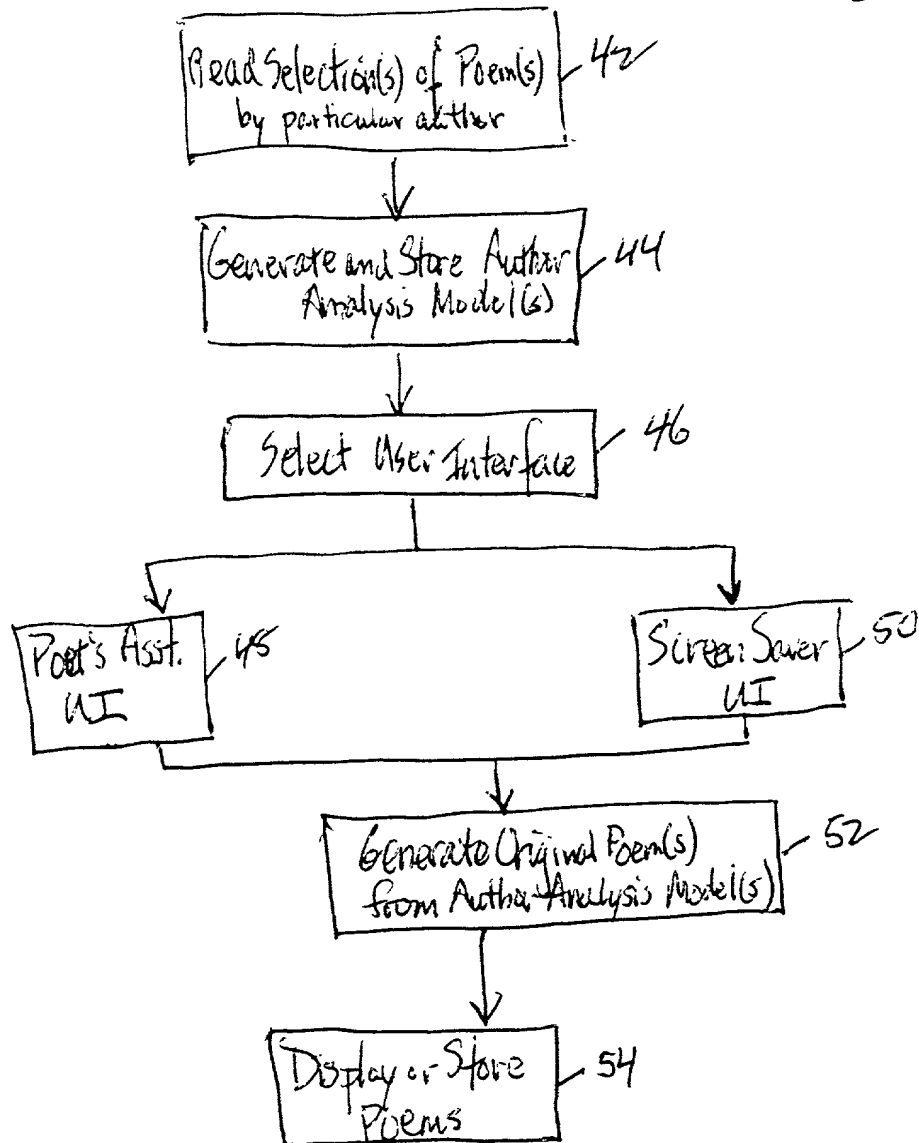 Read Selection(s) of Poem(s)
by particular author
42
Generate and Store Author
Analysis Model(s)
44
Select User Interface
46
Poet's Asst.
UI
48
Screen Saver
UI
50
Generate Original Poem(s)
from Author Analysis Model(s)
52
Display or Store
Poems
54